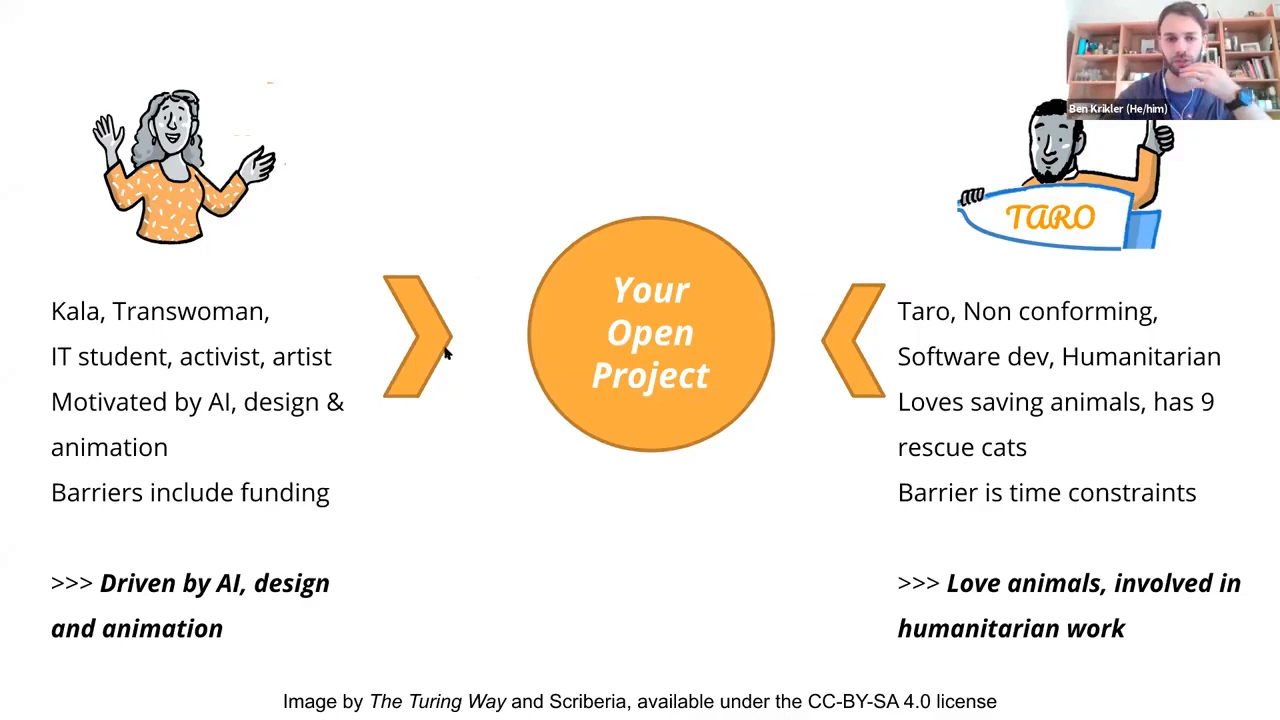 Ben Krikler (He/him)
TARO
Your
Open
Project
Kala, Transwoman,
IT student, activist, artist
Motivated by AI, design &
animation
Barriers include funding
>>> Driven by AI, design
and animation
Taro, Non conforming,
Software dev, Humanitarian
Loves saving animals, has 9
rescue cats
Barrier is time constraints
>>> Love animals, involved in
humanitarian work
Image by The Turing Way and Scriberia, available under the CC-BY-SA 4.0 license